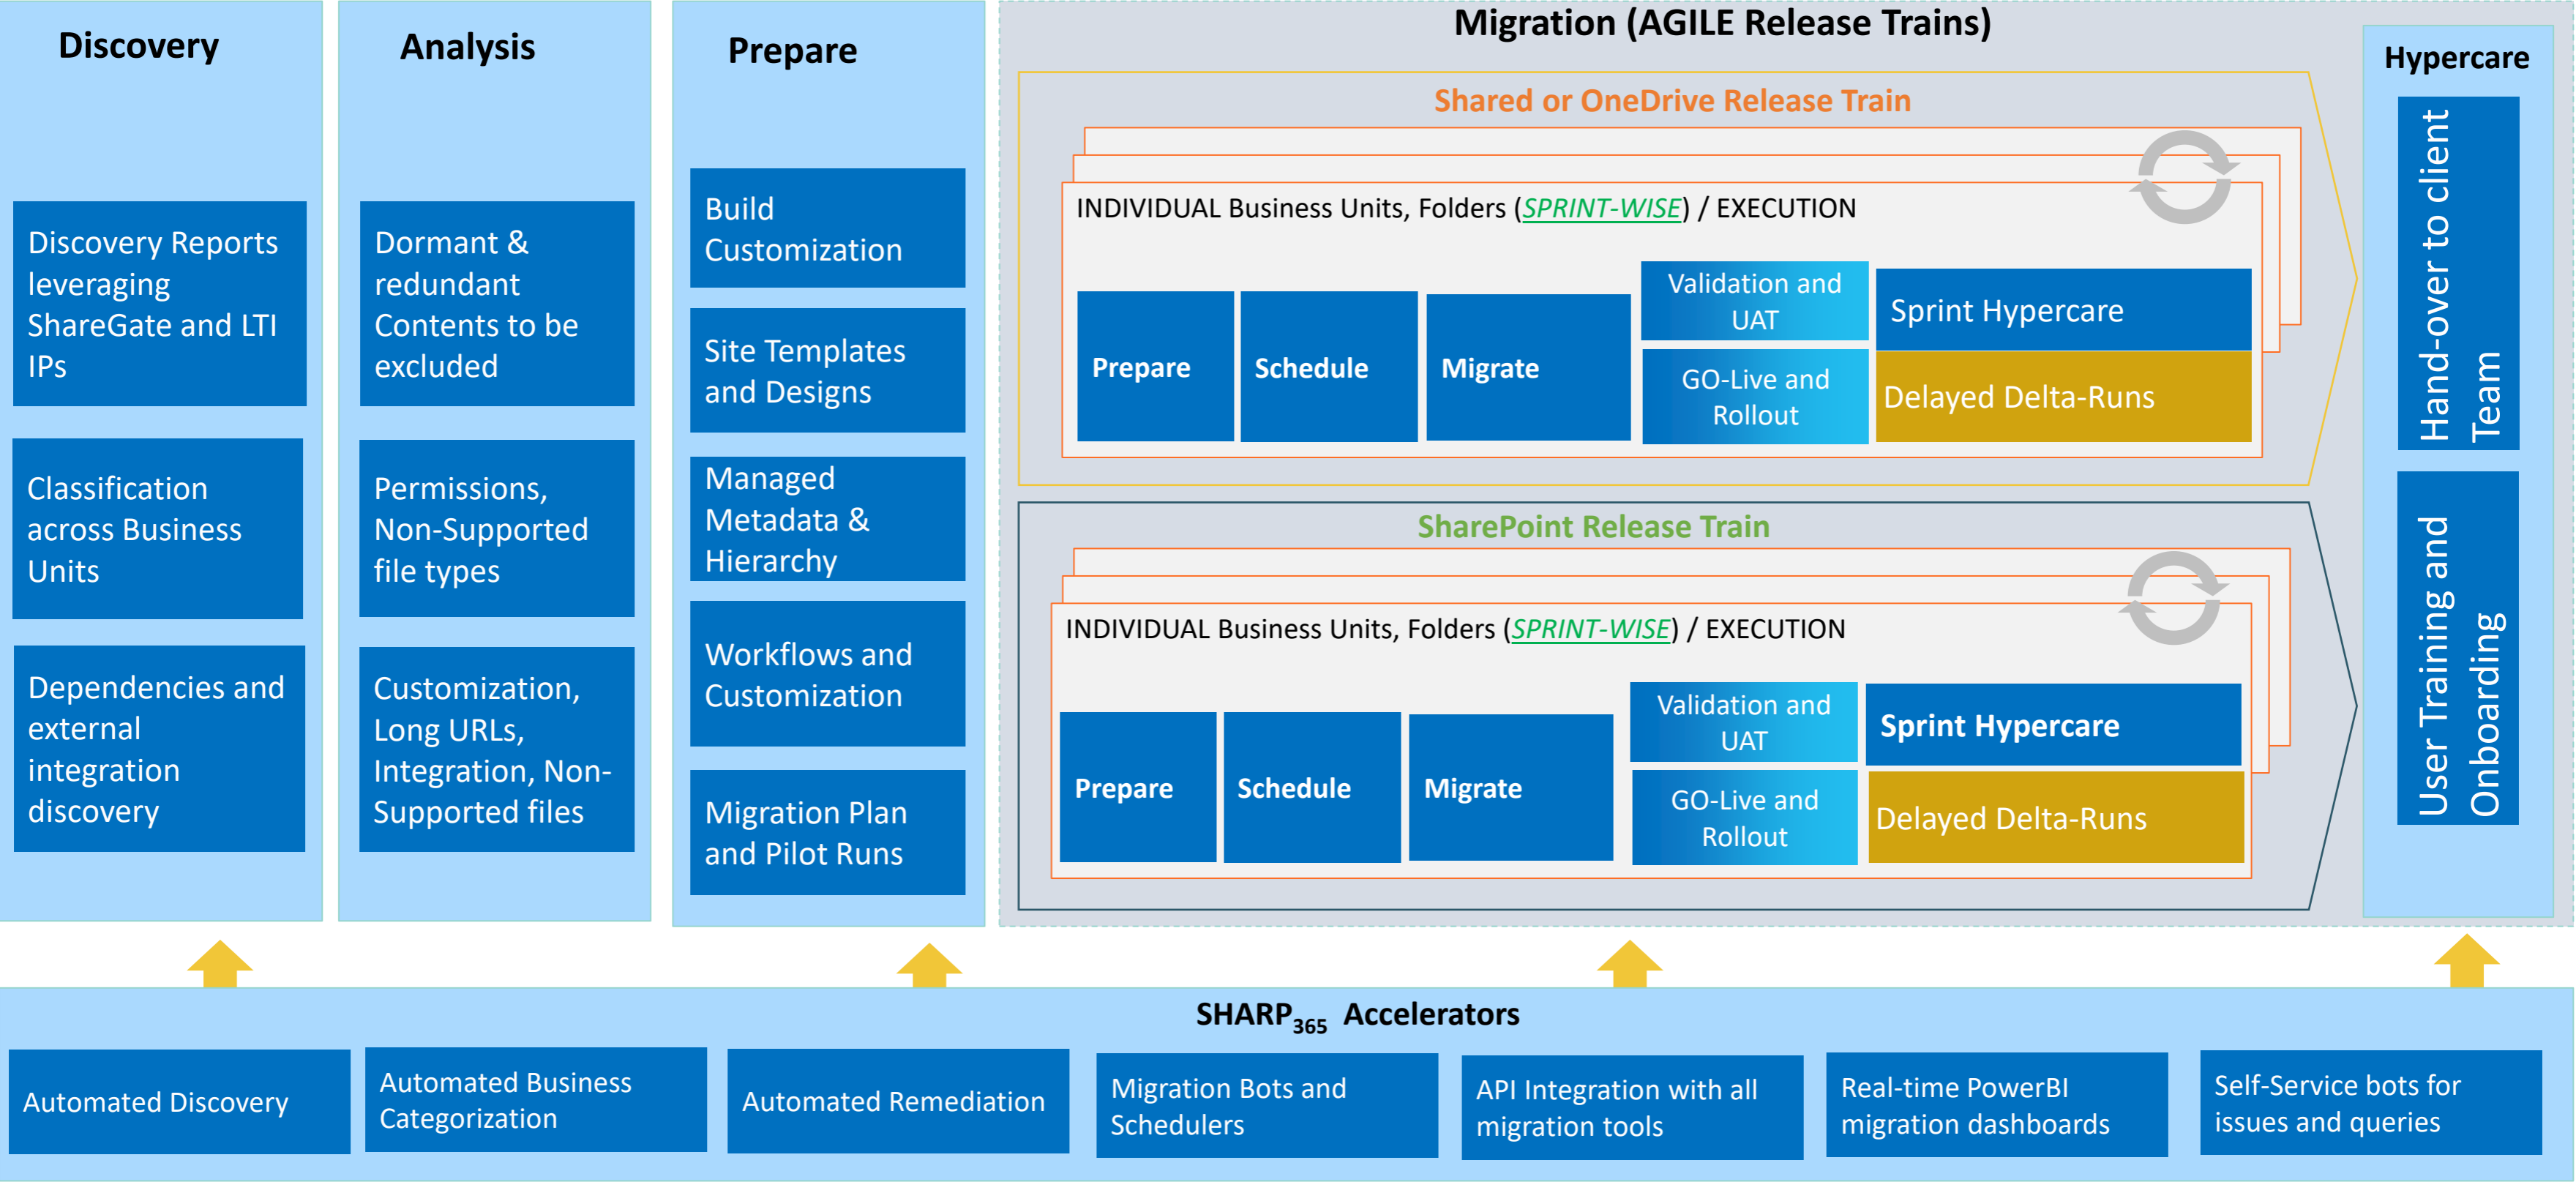 Discovery
Discovery Reports
leveraging
ShareGate and LTI
IPs
Classification
across Business
Units
Dependencies and
external
integration
discovery
Analysis
Dormant &
redundant
Contents to be
excluded
Permissions,
Non-Supported
file types
Customization,
Long URLs,
Integration, Non-
Supported files
Prepare
Build
Customization
Site Templates
and Designs
Managed
Metadata &
Hierarchy
Workflows and
Customization
Migration Plan
and Pilot Runs
Migration (AGILE Release Trains)
Shared or OneDrive Release Train
INDIVIDUAL Business Units, Folders (SPRINT-WISE) / EXECUTION
Prepare
Schedule
Migrate
Validation and
UAT
GO-Live and
Rollout
Sprint Hypercare
Delayed Delta-Runs
SharePoint Release Train
INDIVIDUAL Business Units, Folders (SPRINT-WISE) / EXECUTION
Prepare
Schedule
Migrate
Validation and
UAT
GO-Live and
Rollout
Sprint Hypercare
Delayed Delta-Runs
Hypercare
Hand-over to client
Team
User Training and
Onboarding
SHARP365 Accelerators
Automated Discovery
Automated Business
Categorization
Automated Remediation
Migration Bots and
Schedulers
API Integration with all
migration tools
Real-time PowerBI
migration dashboards
Self-Service bots for
issues and queries